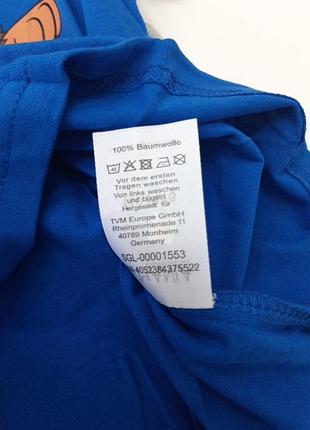 100% Baumwolle
40
Vor dem ersten
Tragen waschen
Von links waschen
und bügeln
Hergestellt für
TVM Europe GmbH
Rheinpromenade 11
40789 Monheim
Germany
SGL-00001553
4052384375522